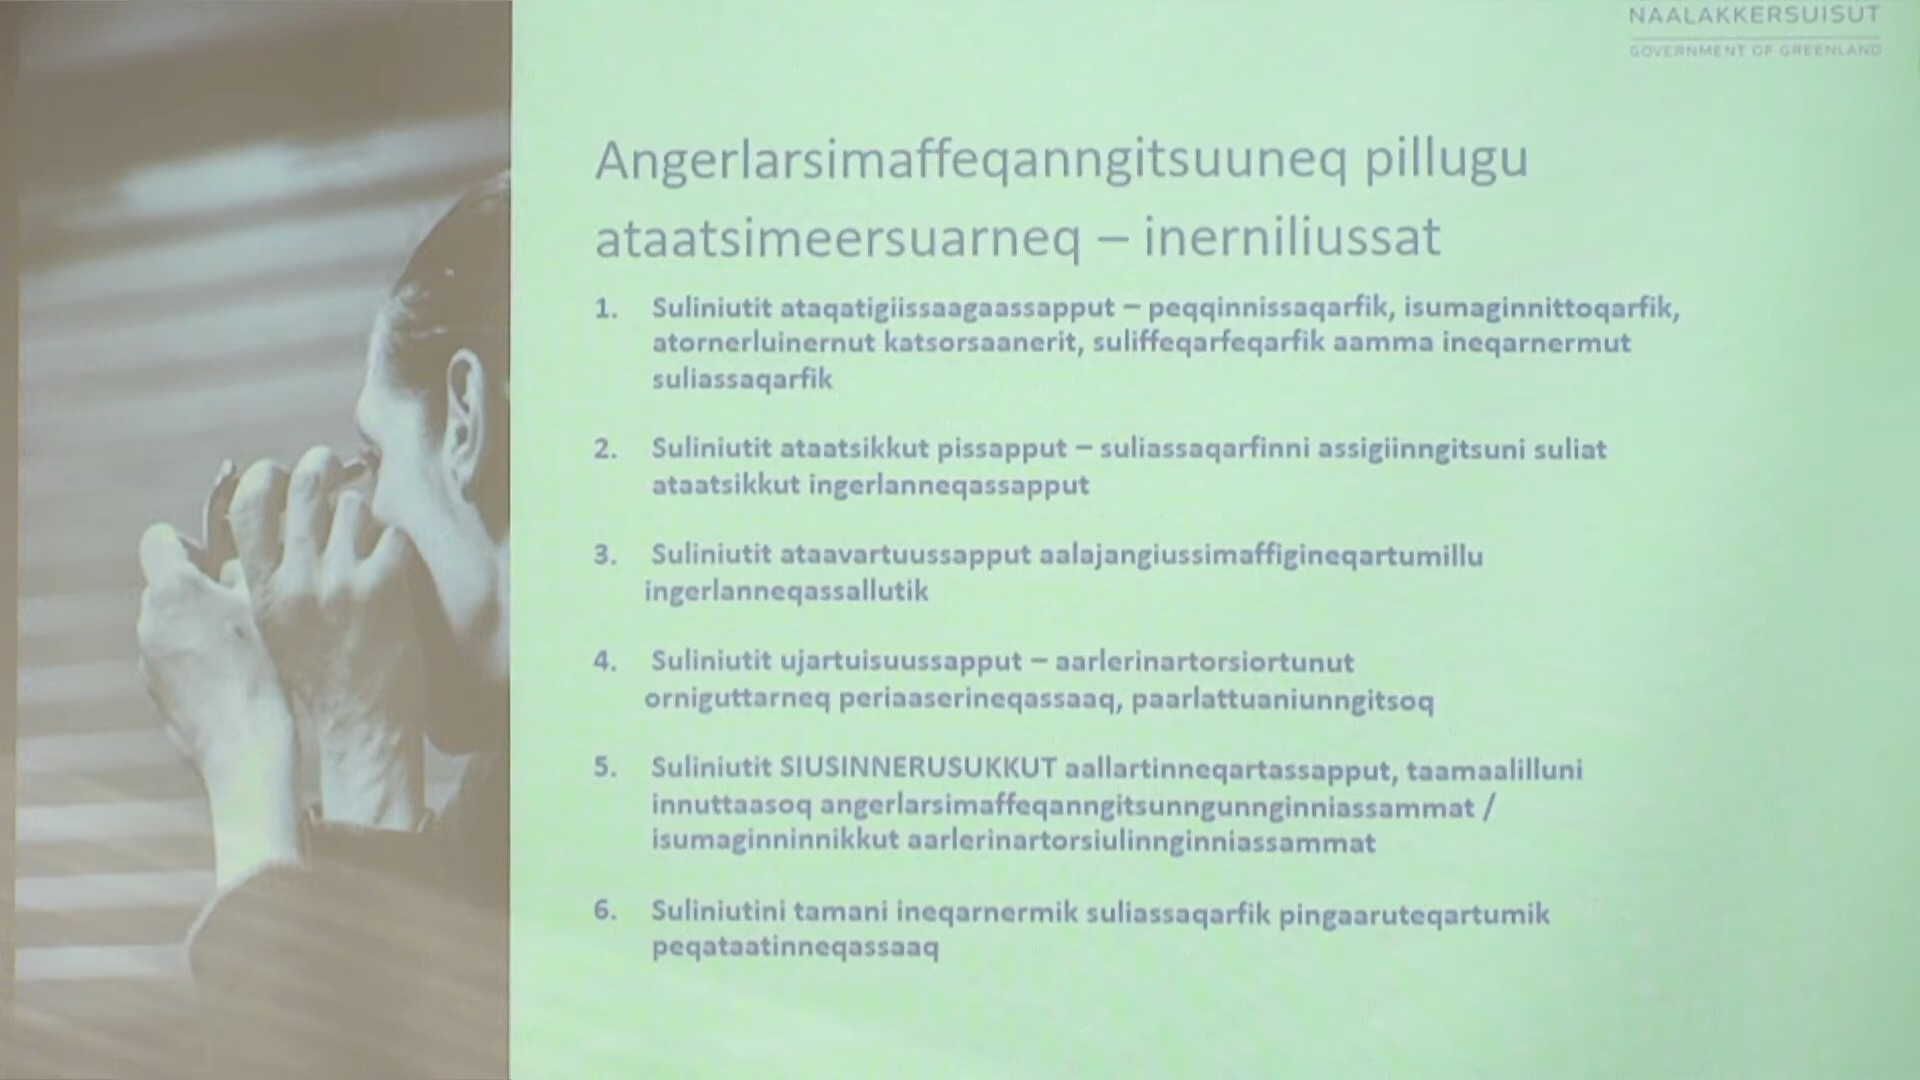 NAALAKKERSUISUT
GOVERNMENT OF GREENLAND
Angerlarsimaffeqanngitsuuneq pillugu
ataatsimeersuarneq – inerniliussat
1. Suliniutit ataqatigiissaagaassapput – peqqinnissaqarfik, isumaginnittoqarfik,
atornerluinernut katsorsaanerit, suliffeqarfeqarfik aamma ineqarnermut
suliassaqarfik
2. Suliniutit ataatsikkut pissapput – suliassaqarfinni assigiinngitsuni suliat
ataatsikkut ingerlanneqassapput
3. Suliniutit ataavartuussapput aalajangiussimaffigineqartumillu
ingerlanneqassallutik
4. Suliniutit ujartuisuussapput – aarlerinartorsiortunut
orniguttarneq periaaserineqassaaq, paarlattuaniunngitsoq
5. Suliniutit SIUSINNERUSUKKUT aallartinneqartassapput, taamaalilluni
innuttaasoq angerlarsimaffeqanngitsunngunnginniassammat /
isumaginninnikkut aarlerinartorsiulinnginniassammat
6. Suliniutini tamani ineqarnermik suliassaqarfik pingaaruteqartumik
peqataatinneqassaaq